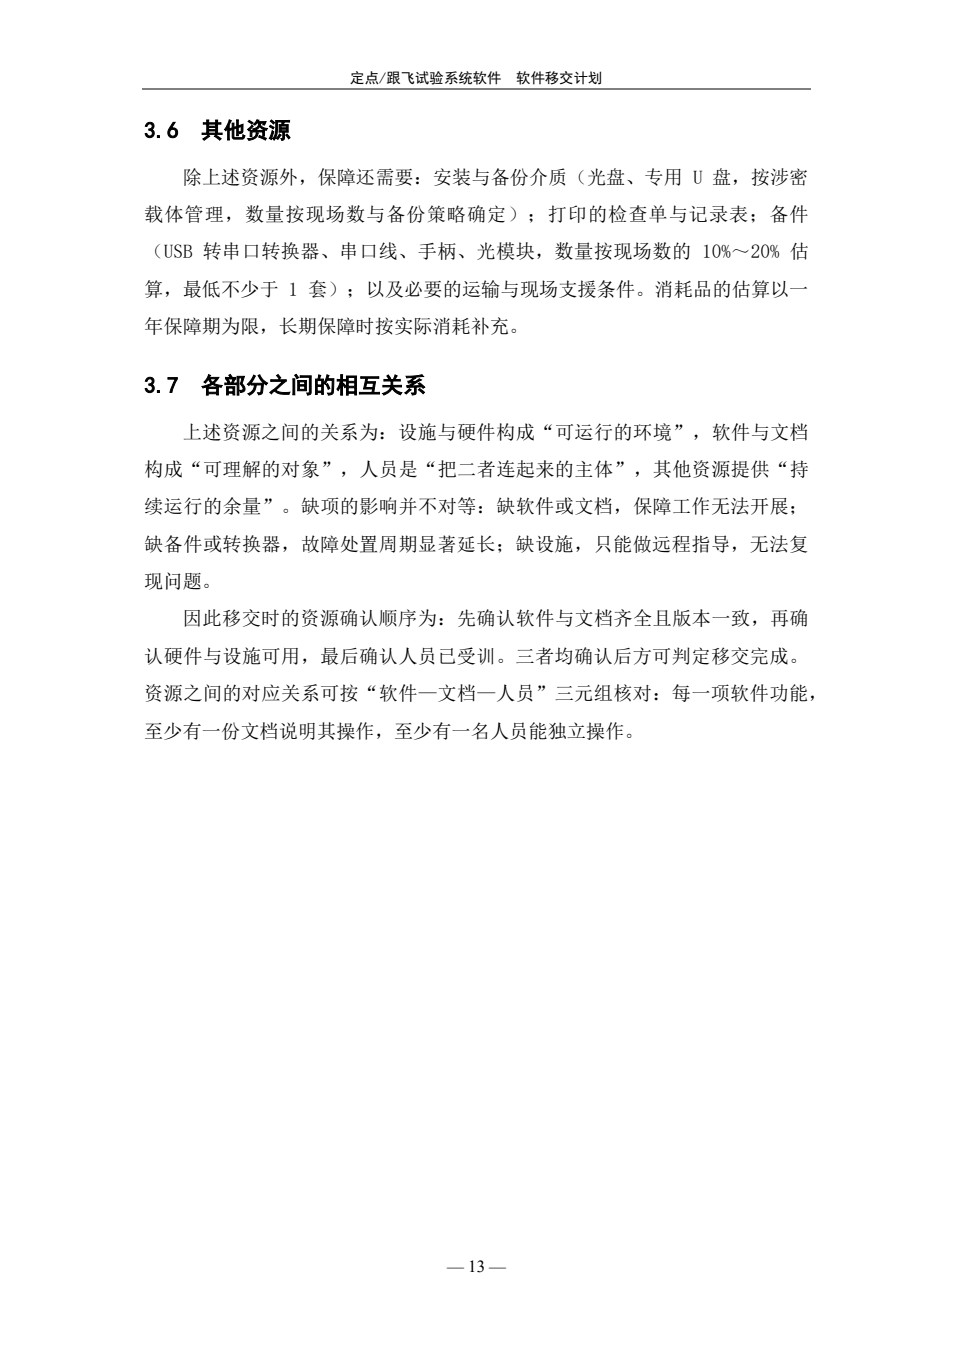 定点/跟飞试验系统软件　软件移交计划
3.6　其他资源
除上述资源外，保障还需要：安装与备份介质（光盘、专用 U 盘，按涉密
载体管理，数量按现场数与备份策略确定）；打印的检查单与记录表；备件
（USB 转串口转换器、串口线、手柄、光模块，数量按现场数的 10%～20% 估
算，最低不少于 1 套）；以及必要的运输与现场支援条件。消耗品的估算以一
年保障期为限，长期保障时按实际消耗补充。
3.7　各部分之间的相互关系
上述资源之间的关系为：设施与硬件构成“可运行的环境”，软件与文档
构成“可理解的对象”，人员是“把二者连起来的主体”，其他资源提供“持
续运行的余量”。缺项的影响并不对等：缺软件或文档，保障工作无法开展；
缺备件或转换器，故障处置周期显著延长；缺设施，只能做远程指导，无法复
现问题。
因此移交时的资源确认顺序为：先确认软件与文档齐全且版本一致，再确
认硬件与设施可用，最后确认人员已受训。三者均确认后方可判定移交完成。
资源之间的对应关系可按“软件—文档—人员”三元组核对：每一项软件功能，
至少有一份文档说明其操作，至少有一名人员能独立操作。
— 13 —